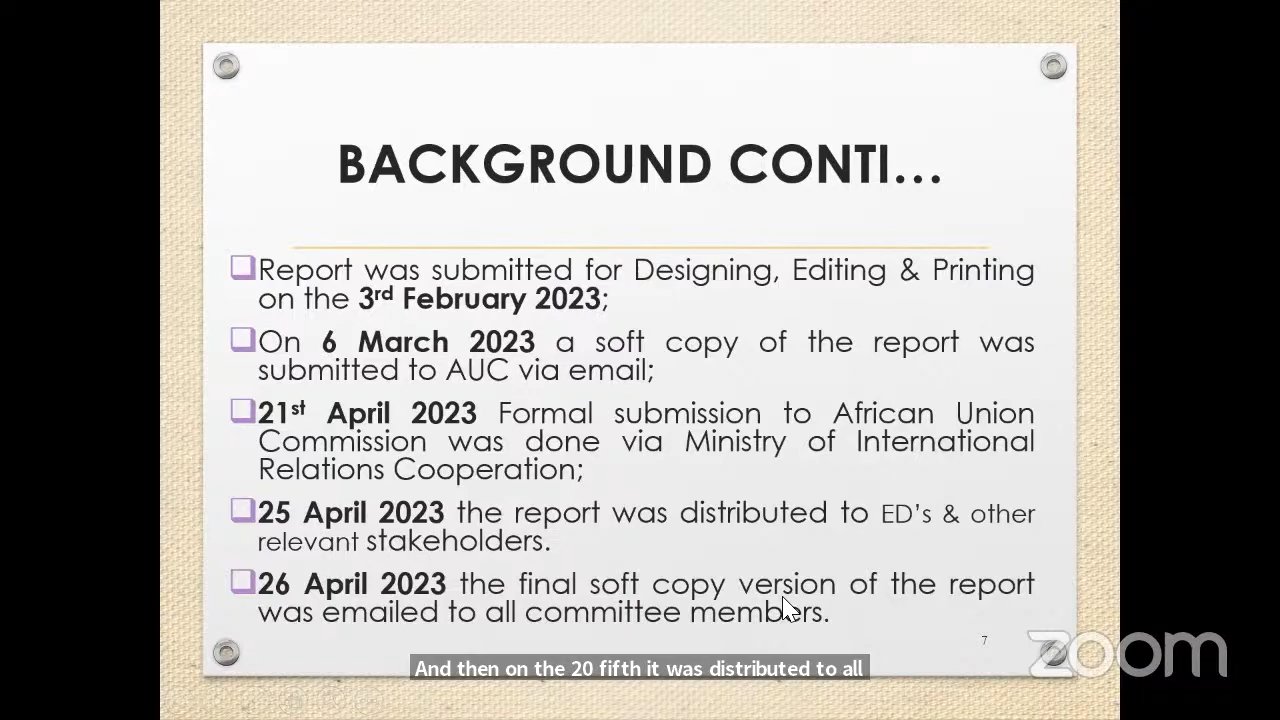 BACKGROUND CONTI…
Report was submitted for Designing, Editing & Printing
on the 3rd February 2023;
On 6 March 2023 a soft copy of the report was
submitted to AUC via email;
21st April 2023 Formal submission to African Union
Commission was done via Ministry of International
Relations Cooperation;
25 April 2023 the report was distributed to ED's & other
relevant stakeholders.
26 April 2023 the final soft copy version of the report
was emailed to all committee members.
7
zoom
And then on the 20 fifth it was distributed to all